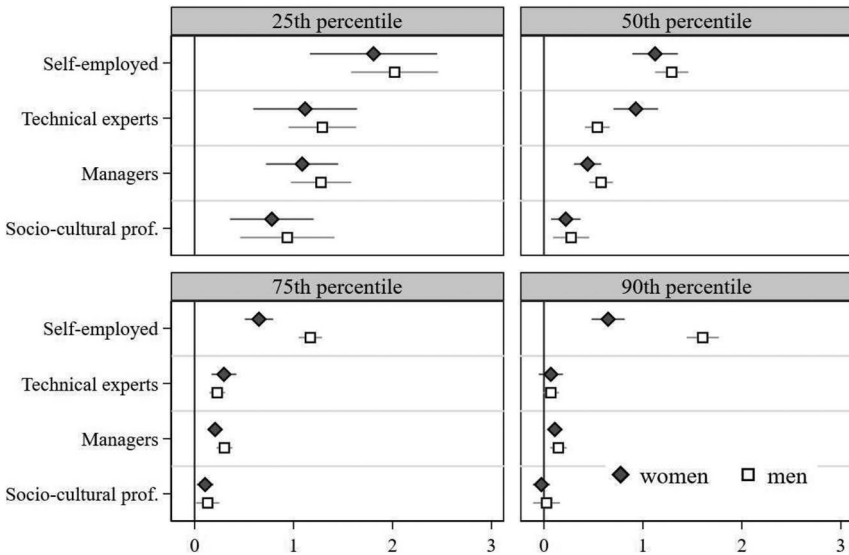 25th percentile
50th percentile
Self-employed
Technical experts
Managers
Socio-cultural prof.
75th percentile
90th percentile
Self-employed
Technical experts
Managers
Socio-cultural prof.
women men
0 1 2 3 0 1 2 3